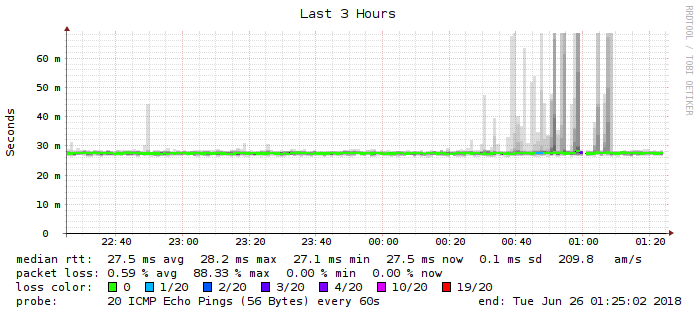 Last 3 Hours
RRDTOOL / TOBI OETIKER
Seconds
60 m
50 m
40 m
30 m
20 m
10 m
0
22:40 23:00 23:20 23:40 00:00 00:20 00:40 01:00 01:20
median rtt: 27.5 ms avg 28.2 ms max 27.1 ms min 27.5 ms now 0.1 ms sd 209.8 am/s
packet loss: 0.59 % avg 88.33 % max 0.00 % min 0.00 % now
loss color: 0 1/20 2/20 3/20 4/20 10/20 19/20
probe: 20 ICMP Echo Pings (56 Bytes) every 60s end: Tue Jun 26 01:25:02 2018